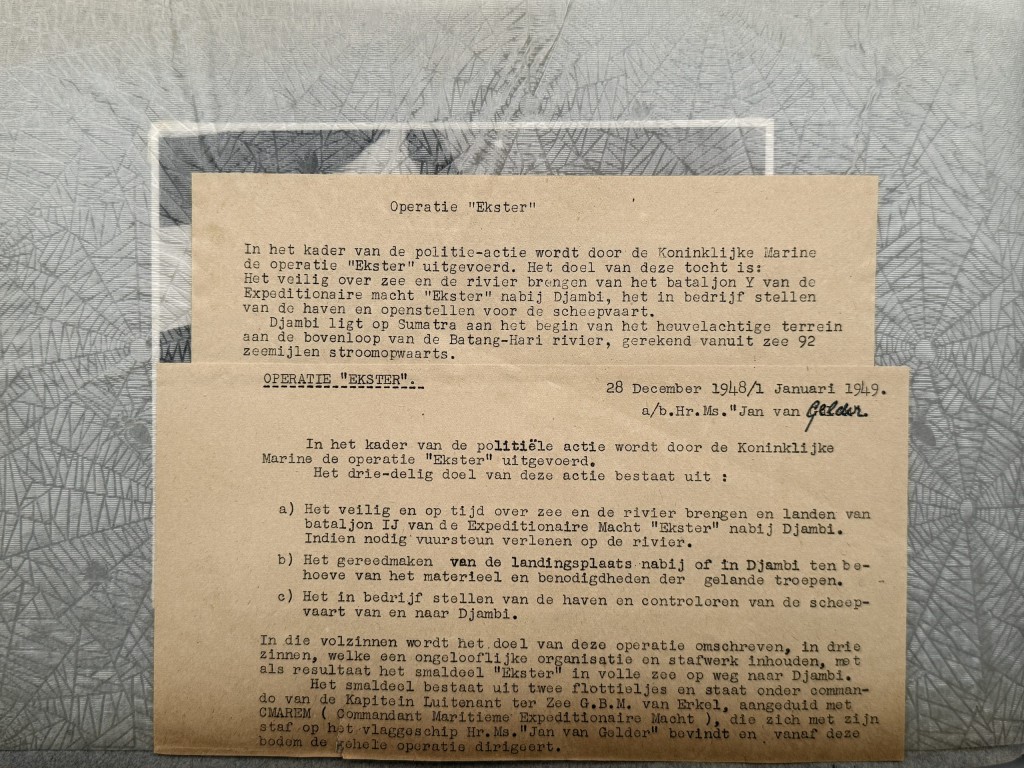 Operatie "Ekster"
In het kader van de politie-actie wordt door de Koninklijke Marine
de operatie "Ekster" uitgevoerd. Het doel van deze tocht is:
Het veilig over zee en de rivier brengen van het bataljon Y van de
Expeditionaire macht "Ekster" nabij Djambi, het in bedrijf stellen
van de haven en openstellen voor de scheepvaart.
Djambi ligt op Sumatra aan het begin van het heuvelachtige terrein
aan de bovenloop van de Batang-Hari rivier, gerekend vanuit zee 92
zeemijlen stroomopwaarts.
OPERATIE "EKSTER".
28 December 1948/1 Januari 1949.
a/b.Hr.Ms."Jan van Gelder
In het kader van de politiële actie wordt door de Koninklijke
Marine de operatie "Ekster" uitgevoerd.
Het drie-delig doel van deze actie bestaat uit :
a) Het veilig en op tijd over zee en de rivier brengen en landen van
bataljon IJ van de Expeditionaire Macht "Ekster" nabij Djambi.
Indien nodig vuursteun verlenen op de rivier.
b) Het gereedmaken van de landingsplaats nabij of in Djambi ten be-
hoeve van het materieel en benodigdheden der gelande troepen.
c) Het in bedrijf stellen van de haven en controleren van de scheep-
vaart van en naar Djambi.
In die volzinnen wordt het doel van deze operatie omschreven, in drie
zinnen, welke een ongelooflijke organisatie en stafwerk inhouden, met
als resultaat het smaldeel "Ekster" in volle zee op weg naar Djambi.
Het smaldeel bestaat uit twee flottieljes en staat onder comman-
do van de Kapitein Luitenant ter Zee G.B.M. van Erkel, aangeduid met
CMAREM ( Commandant Maritieme Expeditionaire Macht ), die zich met zijn
staf op het vlaggeschip Hr.Ms."Jan van Gelder" bevindt en vanaf deze
bodem de gehele operatie dirigeert.